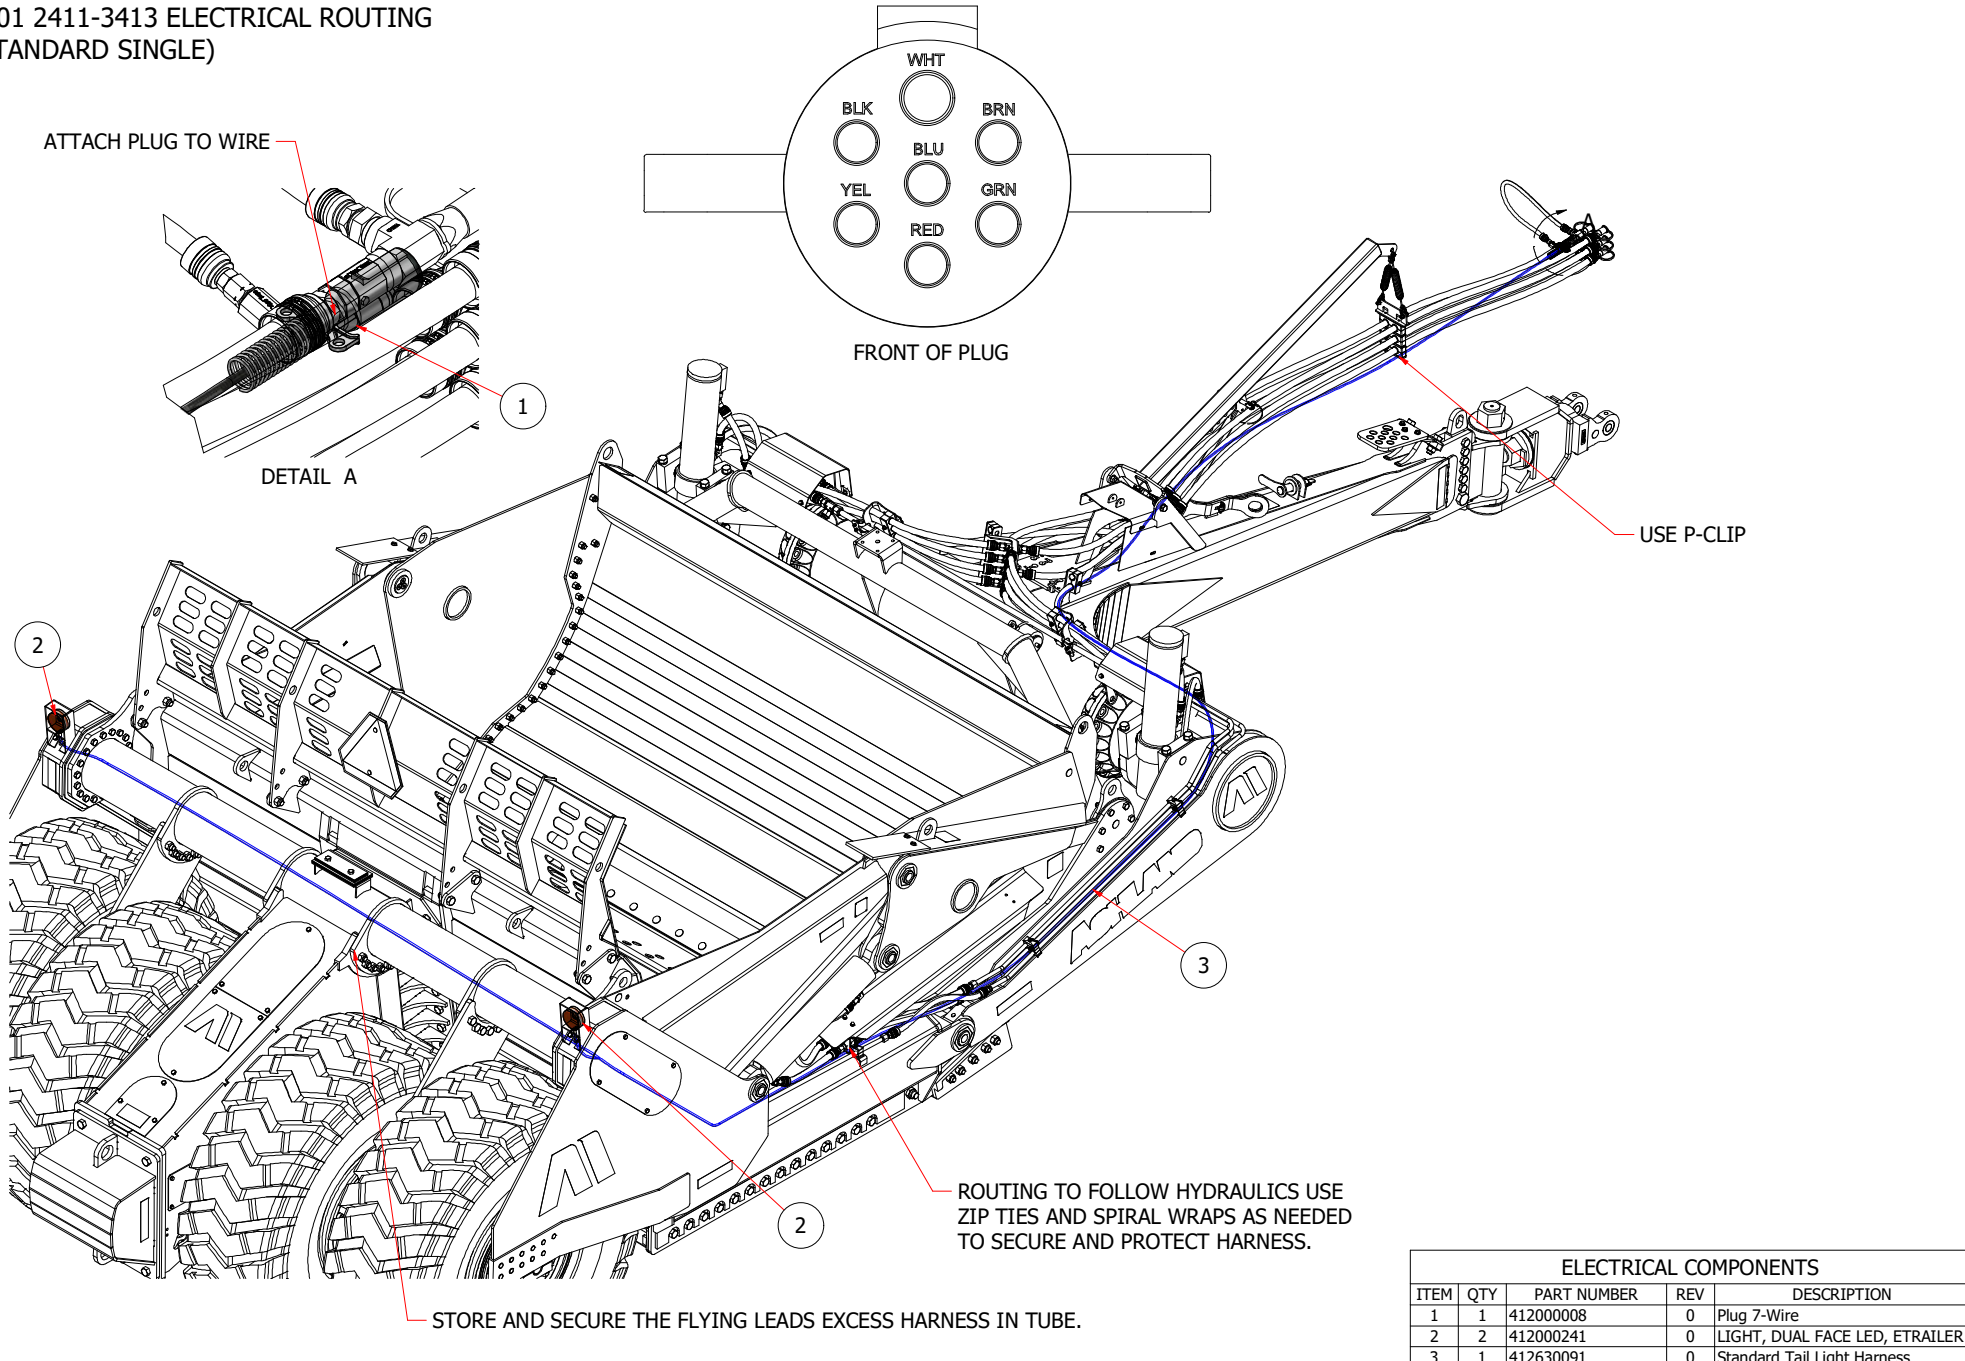 01 2411-3413 ELECTRICAL ROUTING
TANDARD SINGLE)
WHT
BLK
BRN
BLU
YEL
GRN
RED
FRONT OF PLUG
ATTACH PLUG TO WIRE
1
DETAIL A
A
USE P-CLIP
2
3
2
ROUTING TO FOLLOW HYDRAULICS USE
ZIP TIES AND SPIRAL WRAPS AS NEEDED
TO SECURE AND PROTECT HARNESS.
STORE AND SECURE THE FLYING LEADS EXCESS HARNESS IN TUBE.
ELECTRICAL COMPONENTS
ITEM QTY PART NUMBER REV DESCRIPTION
1 1 412000008 0 Plug 7-Wire
2 2 412000241 0 LIGHT, DUAL FACE LED, ETRAILER
3 1 412630091 0 Standard Tail Light Harness